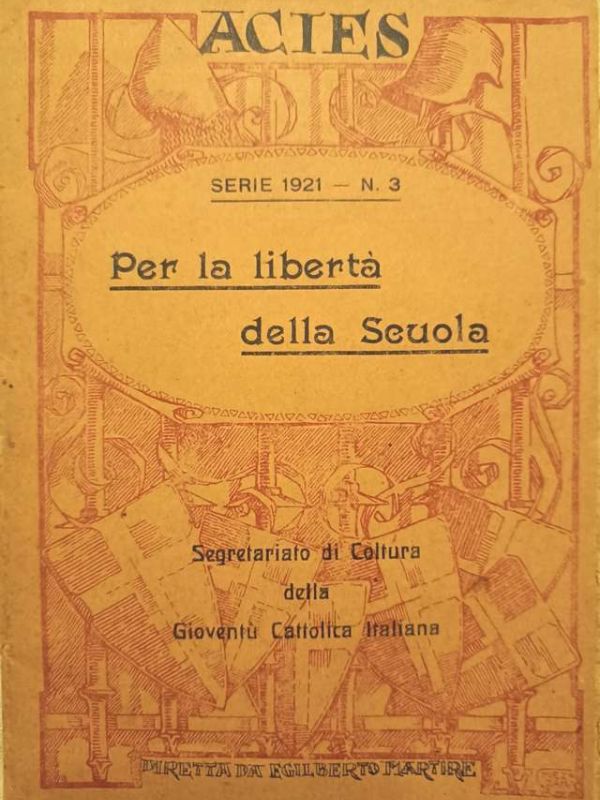 ACIES
SERIE 1921 — N. 3
Per la libertà
della Scuola
Segretariato di Coltura
della
Gioventù Cattolica Italiana
DIRETTA DA EGILBERTO MARTIRE